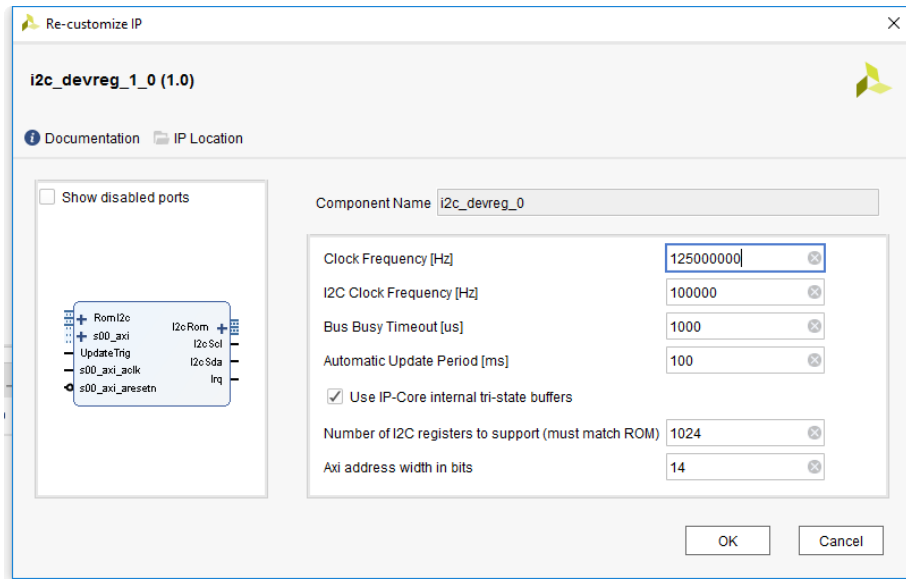 Re-customize IP
i2c_devreg_1_0 (1.0)
Documentation IP Location
Show disabled ports
RomI2c
s00_axi
UpdateTrig
s00_axi_aclk
s00_axi_aresetn
I2cRom
I2cScl
I2cSda
Irq
Component Name i2c_devreg_0
Clock Frequency [Hz] 125000000
I2C Clock Frequency [Hz] 100000
Bus Busy Timeout [us] 1000
Automatic Update Period [ms] 100
Use IP-Core internal tri-state buffers
Number of I2C registers to support (must match ROM) 1024
Axi address width in bits 14
OK Cancel